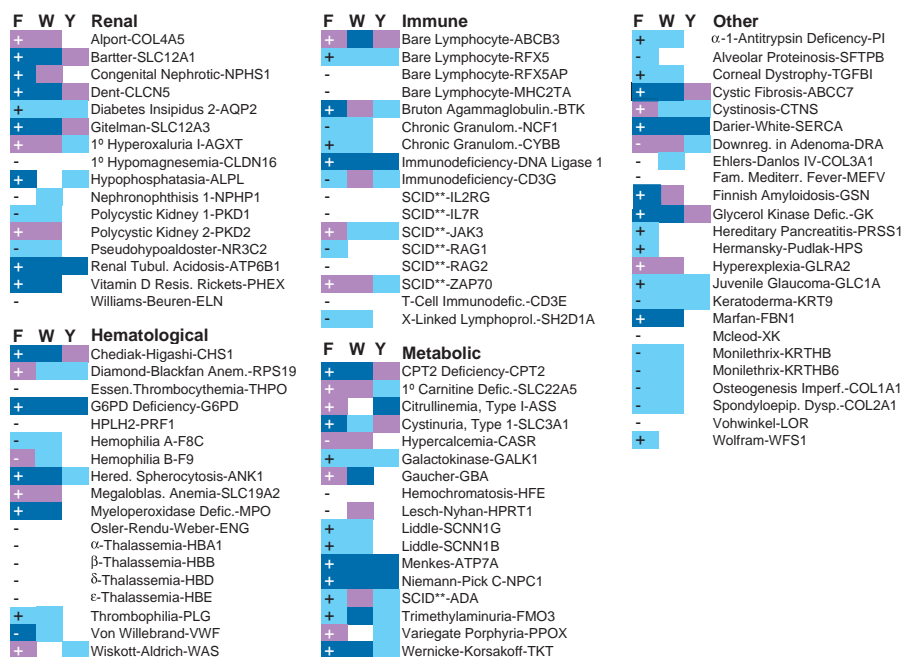 F W Y Renal
+ Alport-COL4A5
+ Bartter-SLC12A1
+ Congenital Nephrotic-NPHS1
+ Dent-CLCN5
+ Diabetes Insipidus 2-AQP2
+ Gitelman-SLC12A3
+ 1º Hyperoxaluria I-AGXT
- 1º Hypomagnesemia-CLDN16
+ Hypophosphatasia-ALPL
- Nephronophthisis 1-NPHP1
- Polycystic Kidney 1-PKD1
+ Polycystic Kidney 2-PKD2
- Pseudohypoaldoster-NR3C2
+ Renal Tubul. Acidosis-ATP6B1
+ Vitamin D Resis. Rickets-PHEX
- Williams-Beuren-ELN
F W Y Hematological
+ Chediak-Higashi-CHS1
+ Diamond-Blackfan Anem.-RPS19
- Essen.Thrombocythemia-THPO
+ G6PD Deficiency-G6PD
- HPLH2-PRF1
- Hemophilia A-F8C
- Hemophilia B-F9
+ Hered. Spherocytosis-ANK1
+ Megaloblas. Anemia-SLC19A2
+ Myeloperoxidase Defic.-MPO
- Osler-Rendu-Weber-ENG
- α-Thalassemia-HBA1
- β-Thalassemia-HBB
- δ-Thalassemia-HBD
- ε-Thalassemia-HBE
+ Thrombophilia-PLG
- Von Willebrand-VWF
+ Wiskott-Aldrich-WAS
F W Y Immune
+ Bare Lymphocyte-ABCB3
+ Bare Lymphocyte-RFX5
- Bare Lymphocyte-RFX5AP
- Bare Lymphocyte-MHC2TA
+ Bruton Agammaglobulin.-BTK
- Chronic Granulom.-NCF1
+ Chronic Granulom.-CYBB
+ Immunodeficiency-DNA Ligase 1
- Immunodeficiency-CD3G
- SCID**-IL2RG
- SCID**-IL7R
+ SCID**-JAK3
- SCID**-RAG1
- SCID**-RAG2
+ SCID**-ZAP70
- T-Cell Immunodefic.-CD3E
- X-Linked Lymphoprol.-SH2D1A
F W Y Metabolic
+ CPT2 Deficiency-CPT2
+ 1º Carnitine Defic.-SLC22A5
+ Citrullinemia, Type I-ASS
+ Cystinuria, Type 1-SLC3A1
- Hypercalcemia-CASR
+ Galactokinase-GALK1
+ Gaucher-GBA
- Hemochromatosis-HFE
- Lesch-Nyhan-HPRT1
+ Liddle-SCNN1G
+ Liddle-SCNN1B
+ Menkes-ATP7A
+ Niemann-Pick C-NPC1
+ SCID**-ADA
+ Trimethylaminuria-FMO3
+ Variegate Porphyria-PPOX
+ Wernicke-Korsakoff-TKT
F W Y Other
+ α-1-Antitrypsin Deficiency-PI
- Alveolar Proteinosis-SFTPB
+ Corneal Dystrophy-TGFBI
+ Cystic Fibrosis-ABCC7
+ Cystinosis-CTNS
+ Darier-White-SERCA
- Downreg. in Adenoma-DRA
- Ehlers-Danlos IV-COL3A1
- Fam. Mediterr. Fever-MEFV
+ Finnish Amyloidosis-GSN
+ Glycerol Kinase Defic.-GK
+ Hereditary Pancreatitis-PRSS1
+ Hermansky-Pudlak-HPS
+ Hyperexplexia-GLRA2
+ Juvenile Glaucoma-GLC1A
- Keratoderma-KRT9
+ Marfan-FBN1
- Mcleod-XK
- Monilethrix-KRTHB
- Monilethrix-KRTHB6
- Osteogenesis Imperf.-COL1A1
- Spondyloepip. Dysp.-COL2A1
- Vohwinkel-LOR
+ Wolfram-WFS1